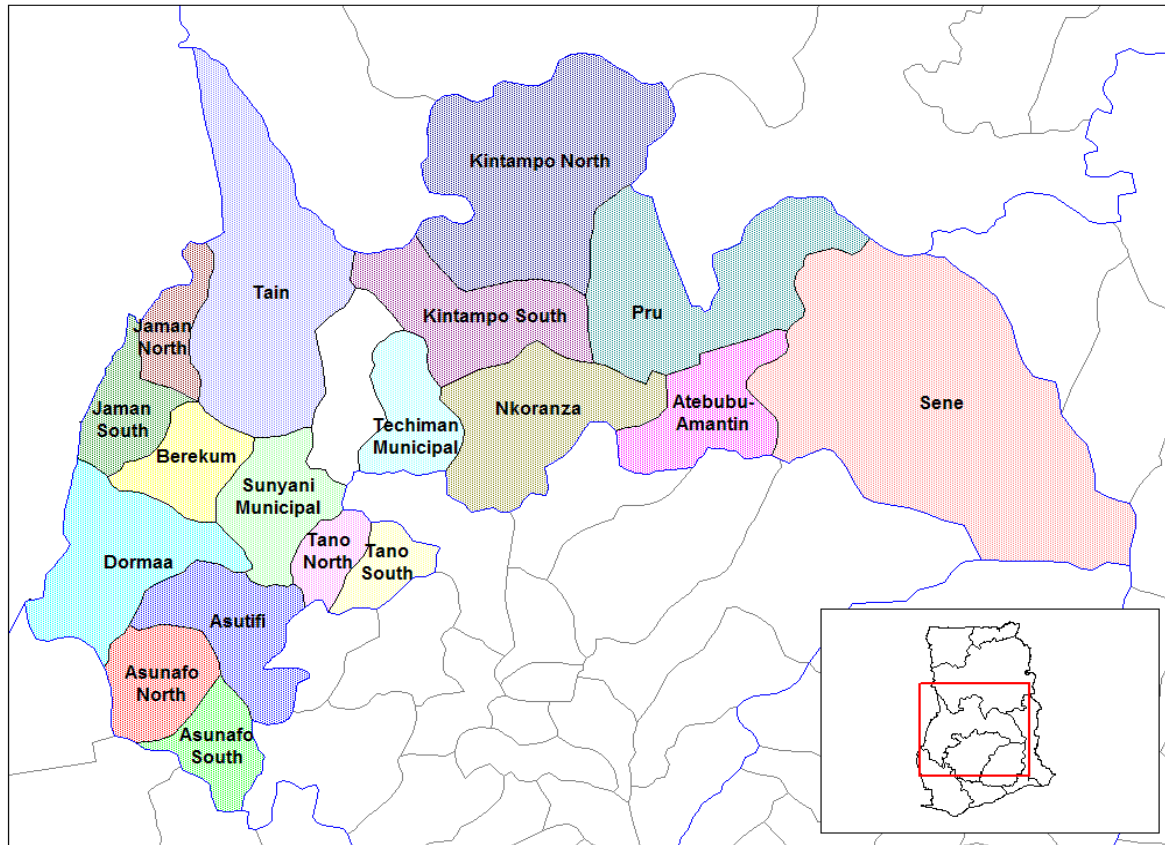 Kintampo North
Tain
Kintampo South
Pru
Jaman
North
Jaman
South
Nkoranza
Atebubu-
Amantin
Sene
Techiman
Municipal
Berekum
Sunyani
Municipal
Tano
North
Tano
South
Dormaa
Asutifi
Asunafo
North
Asunafo
South